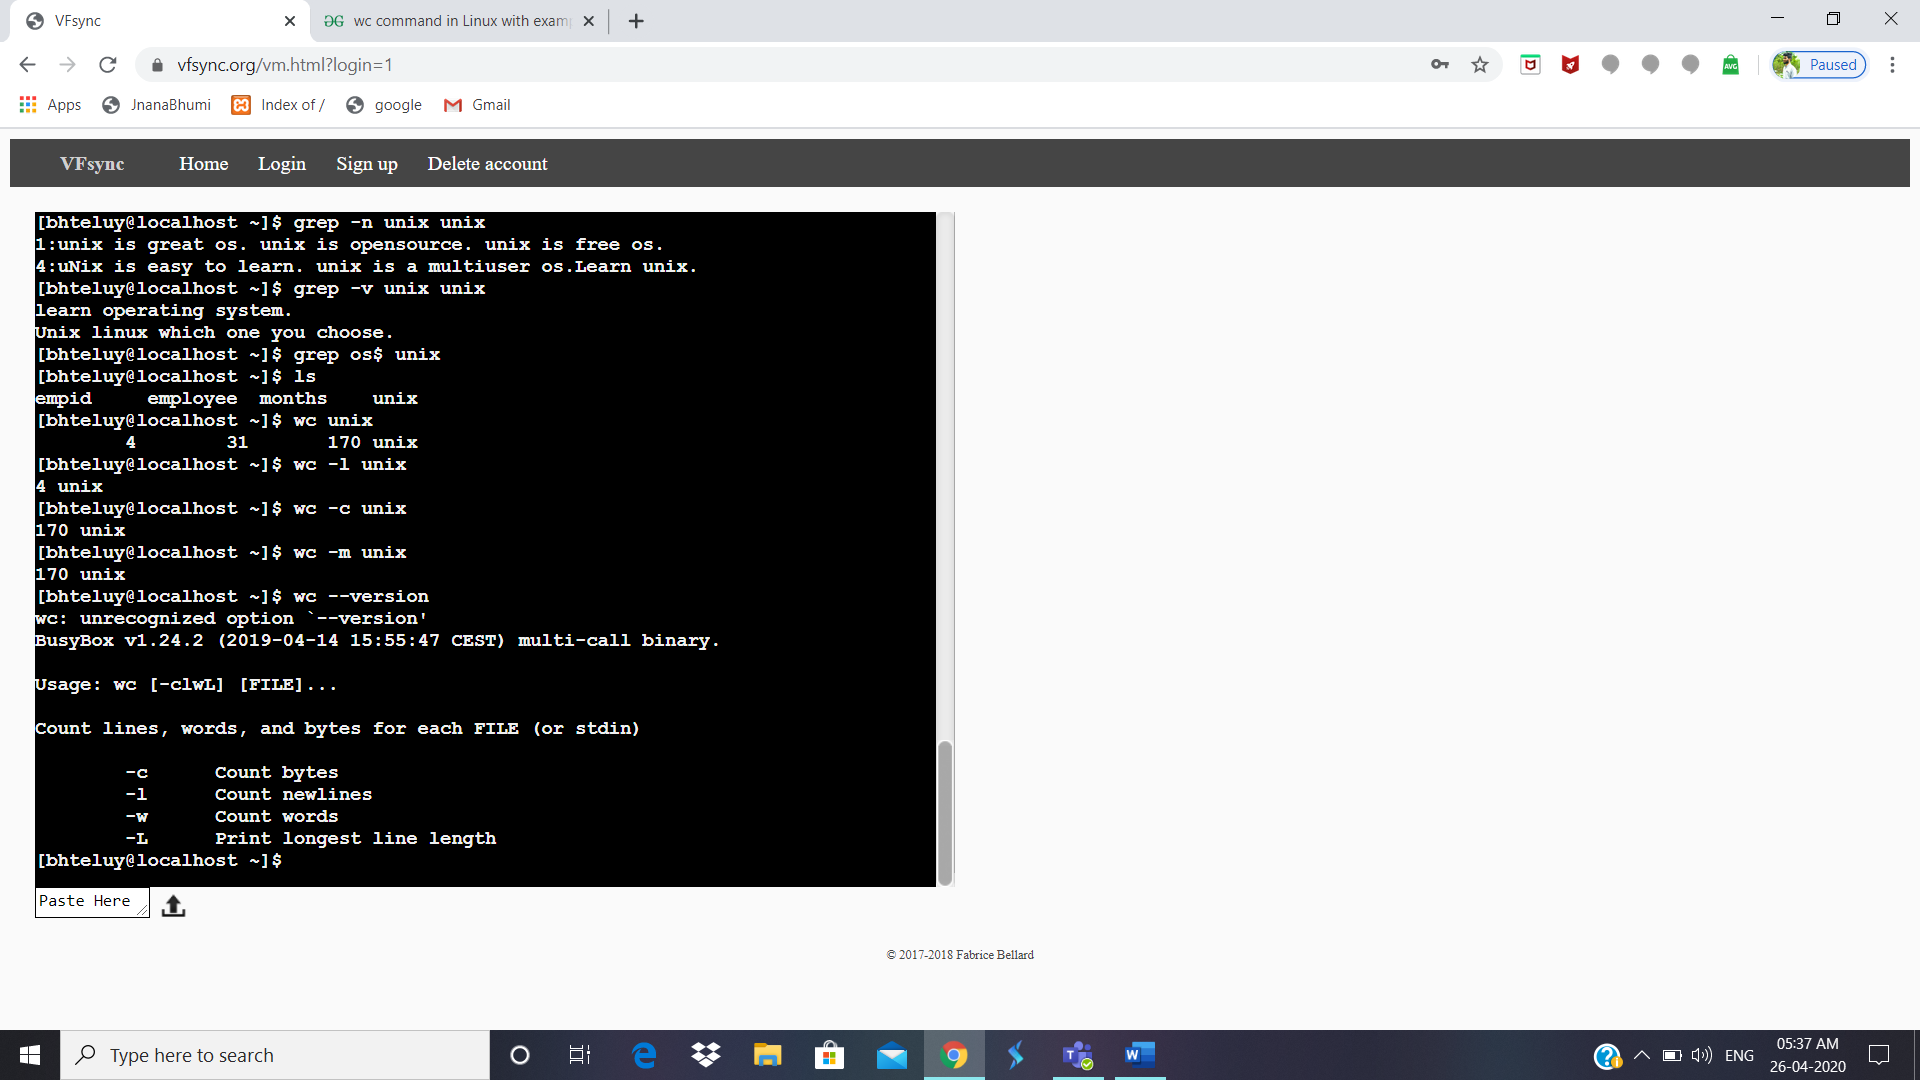 VFsync
wc command in Linux with exam
vfsync.org/vm.html?login=1
Paused
Apps JnanaBhumi Index of / google Gmail
VFsync Home Login Sign up Delete account
[bhteluy@localhost ~]$ grep -n unix unix
1:unix is great os. unix is opensource. unix is free os.
4:uNix is easy to learn. unix is a multiuser os.Learn unix.
[bhteluy@localhost ~]$ grep -v unix unix
learn operating system.
Unix linux which one you choose.
[bhteluy@localhost ~]$ grep os$ unix
[bhteluy@localhost ~]$ ls
empid     employee  months    unix
[bhteluy@localhost ~]$ wc unix
        4        31       170 unix
[bhteluy@localhost ~]$ wc -l unix
4 unix
[bhteluy@localhost ~]$ wc -c unix
170 unix
[bhteluy@localhost ~]$ wc -m unix
170 unix
[bhteluy@localhost ~]$ wc --version
wc: unrecognized option `--version'
BusyBox v1.24.2 (2019-04-14 15:55:47 CEST) multi-call binary.
Usage: wc [-clwL] [FILE]...
Count lines, words, and bytes for each FILE (or stdin)
        -c      Count bytes
        -l      Count newlines
        -w      Count words
        -L      Print longest line length
[bhteluy@localhost ~]$
Paste Here
© 2017-2018 Fabrice Bellard
Type here to search
ENG
05:37 AM
26-04-2020